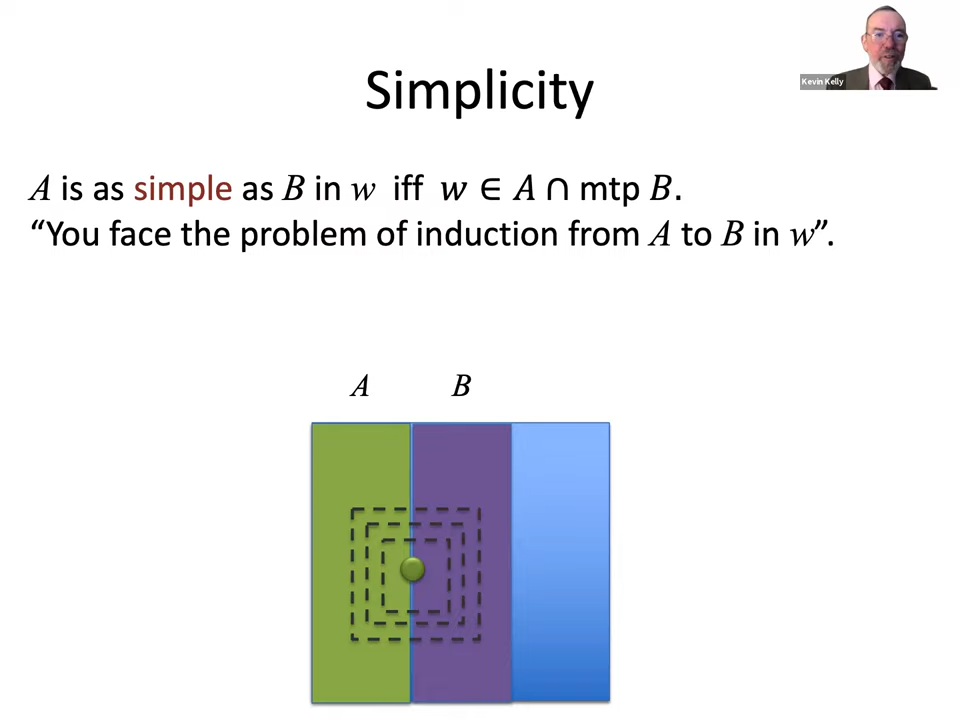 Kevin Kelly
Simplicity
A is as simple as B in w iff w ∈ A ∩ mtp B.
“You face the problem of induction from A to B in w”.
A B